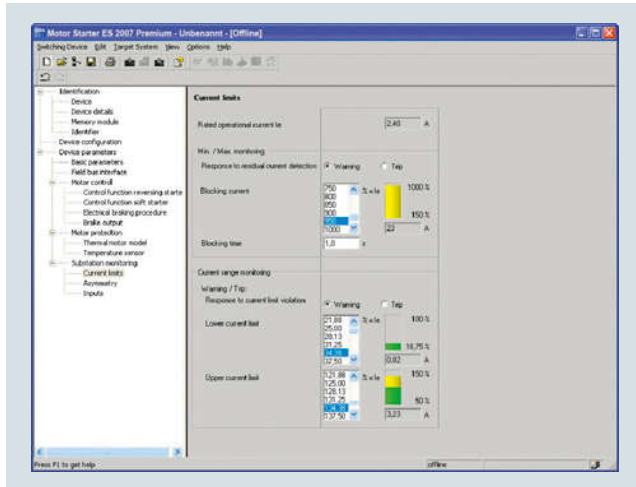 Motor Starter ES 2007 Premium - Unbenannt - [Offline]
Switching Device Edit Target System View Options Help
Identification
Device
Device details
Memory module
Identifier
Device configuration
Device parameters
Basic parameters
Field bus interface
Motor control
Control function reversing starte
Control function soft starter
Electrical braking procedure
Brake output
Motor protection
Thermal motor model
Temperature sensor
Substation monitoring
Current limits
Asymmetry
Inputs
Current limits
Rated operational current Ie
2,40 A
Min. / Max. monitoring
Response to residual current detection
Warning
Trip
Blocking current
750
800
850
900
950
1000
% x Ie
1000 %
150 %
23 A
Blocking time
1,0 s
Current range monitoring
Warning / Trip:
Response to current limit violation
Warning
Trip
Lower current limit
21,88
25,00
28,13
31,25
34,38
37,50
% x Ie
100 %
18,75 %
0,82 A
Upper current limit
121,88
125,00
128,13
131,25
134,38
137,50
% x Ie
150 %
50 %
3,23 A
Press F1 to get help
offline